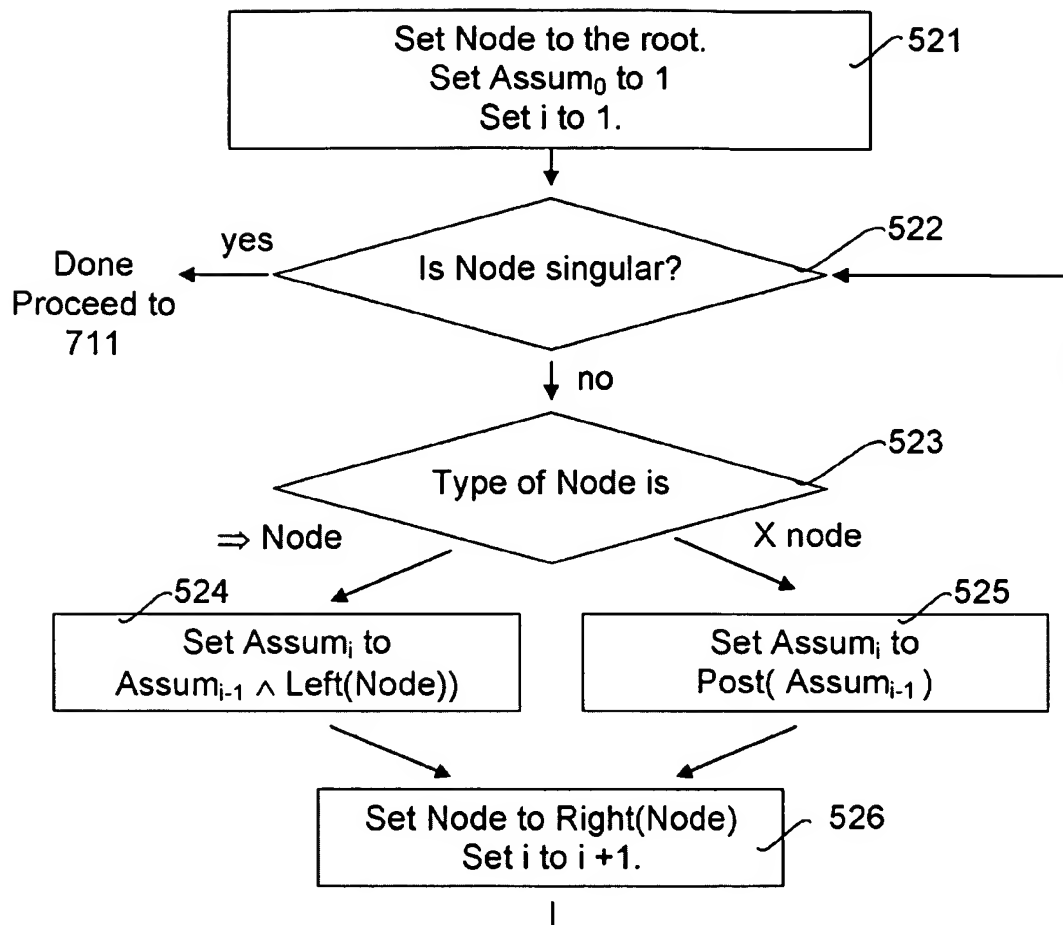 Set Node to the root.
Set Assum₀ to 1
Set i to 1.
521
522
yes
Is Node singular?
Done
Proceed to
711
no
523
Type of Node is
⇒ Node
X node
524
Set Assumᵢ to
Assumᵢ₋₁ ∧ Left(Node))
525
Set Assumᵢ to
Post( Assumᵢ₋₁ )
Set Node to Right(Node)
Set i to i +1.
526